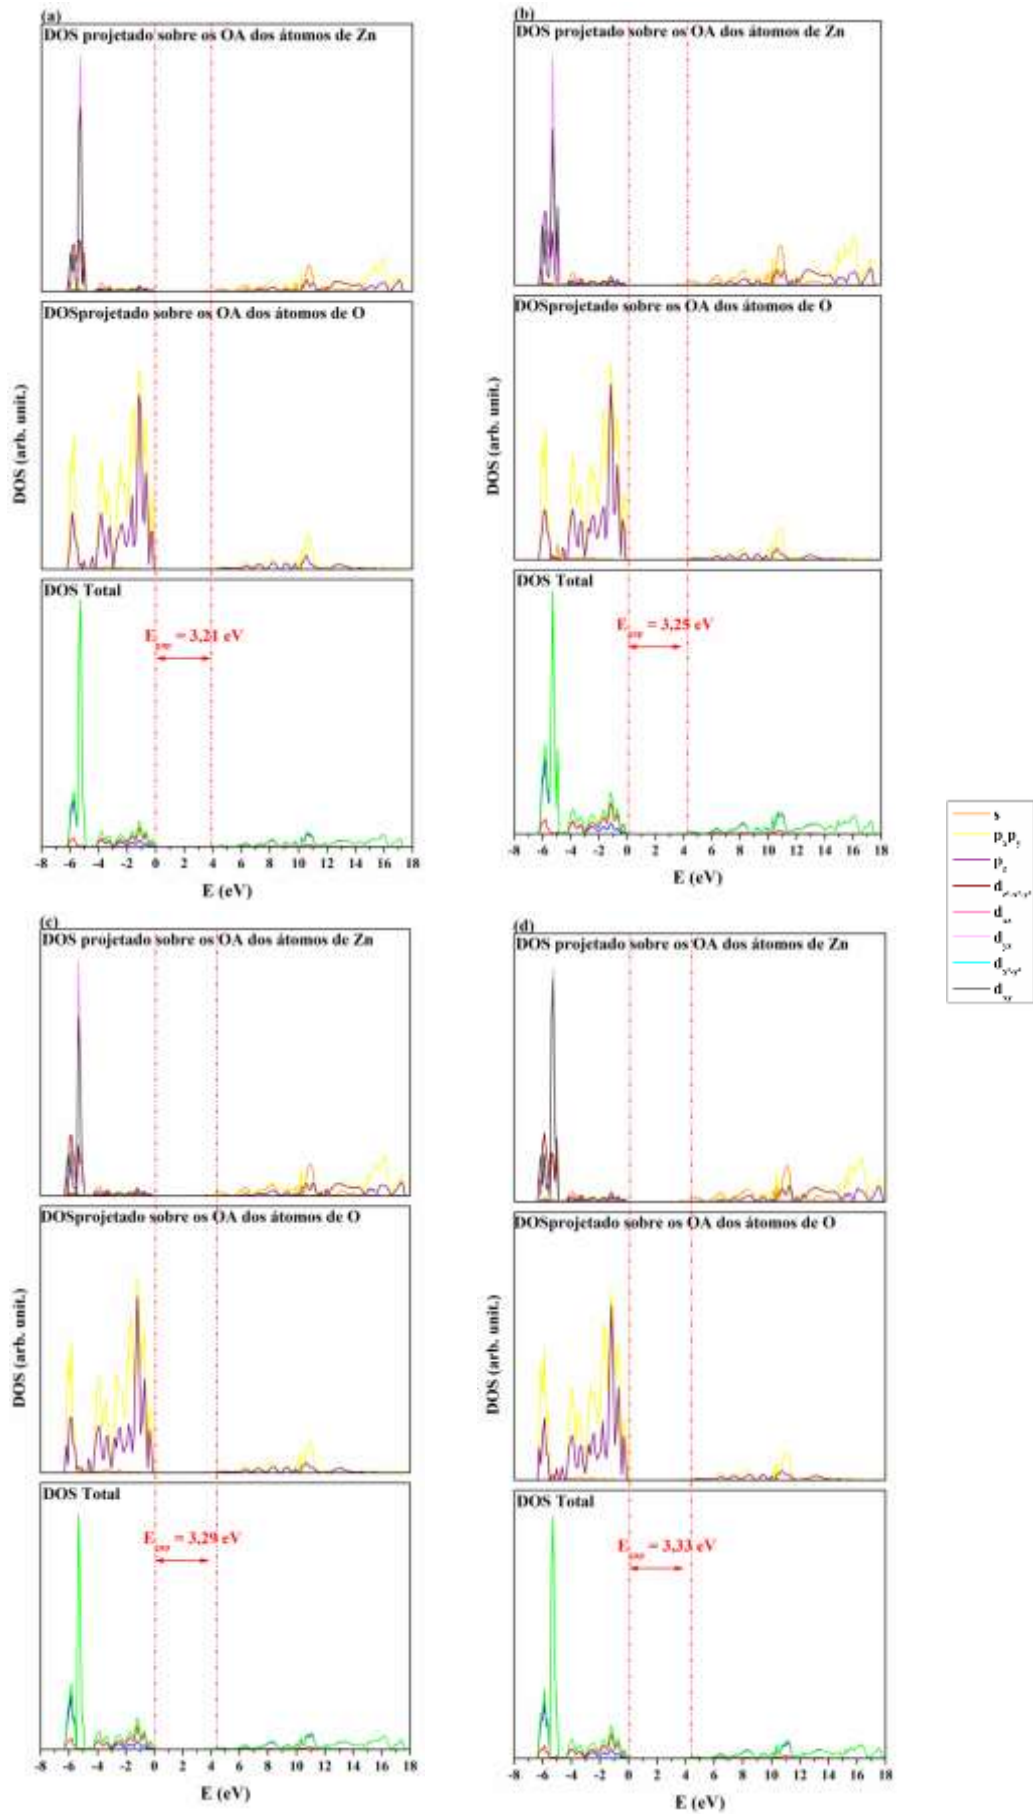 (a)
DOS projetado sobre os OA dos átomos de Zn
DOSprojetado sobre os OA dos átomos de O
DOS (arb. unit.)
DOS Total
E = 3,21 eV
-8 -6 -4 -2 0 2 4 6 8 10 12 14 16 18
E (eV)
(b)
DOS projetado sobre os OA dos átomos de Zn
DOSprojetado sobre os OA dos átomos de O
DOS (arb. unit.)
DOS Total
E = 3,25 eV
-8 -6 -4 -2 0 2 4 6 8 10 12 14 16 18
E (eV)
s
p
p
d
d
d
d
d
(c)
DOS projetado sobre os OA dos átomos de Zn
DOSprojetado sobre os OA dos átomos de O
DOS (arb. unit.)
DOS Total
E = 3,29 eV
-8 -6 -4 -2 0 2 4 6 8 10 12 14 16 18
E (eV)
(d)
DOS projetado sobre os OA dos átomos de Zn
DOSprojetado sobre os OA dos átomos de O
DOS (arb. unit.)
DOS Total
E = 3,33 eV
-8 -6 -4 -2 0 2 4 6 8 10 12 14 16 18
E (eV)